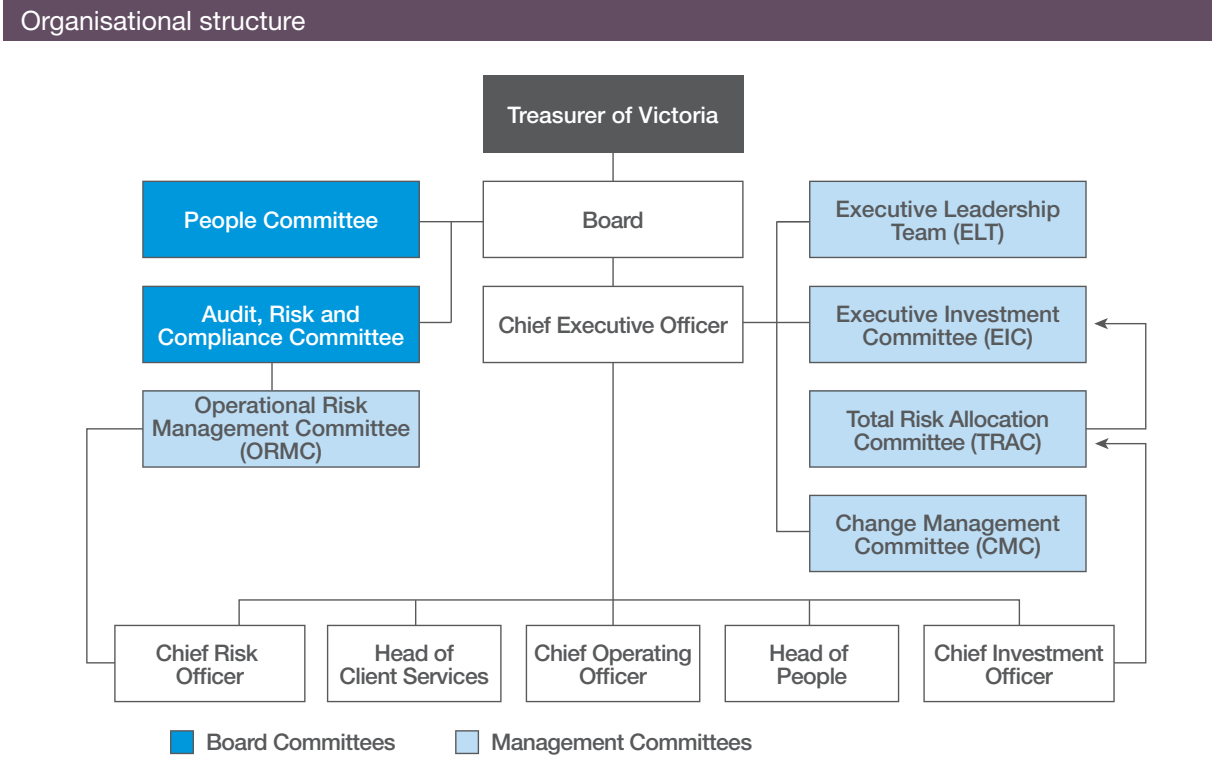 Organisational structure
Treasurer of Victoria
People Committee
Board
Executive Leadership
Team (ELT)
Audit, Risk and
Compliance Committee
Chief Executive Officer
Executive Investment
Committee (EIC)
Operational Risk
Management Committee
(ORMC)
Total Risk Allocation
Committee (TRAC)
Change Management
Committee (CMC)
Chief Risk
Officer
Head of
Client Services
Chief Operating
Officer
Head of
People
Chief Investment
Officer
Board Committees
Management Committees